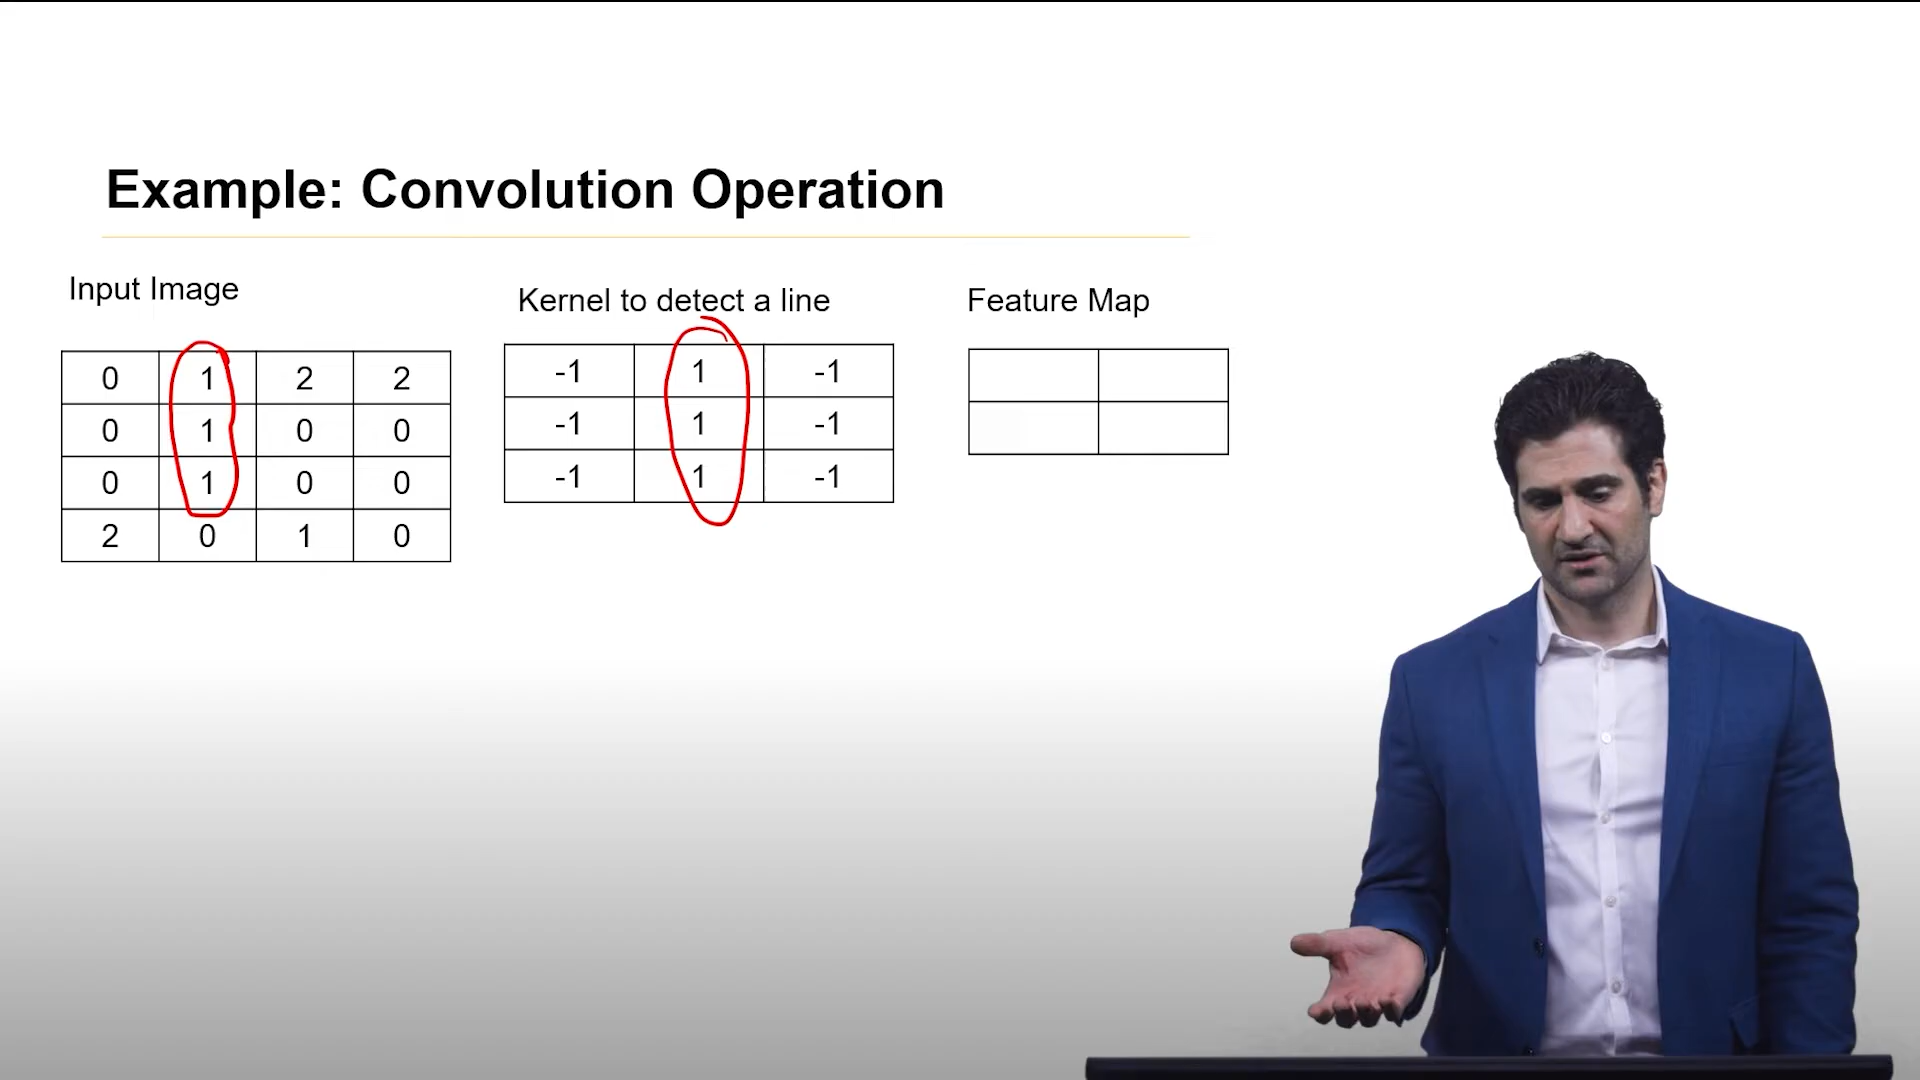 Example: Convolution Operation
Input Image
0 1 2 2
0 1 0 0
0 1 0 0
2 0 1 0
Kernel to detect a line
-1 1 -1
-1 1 -1
-1 1 -1
Feature Map